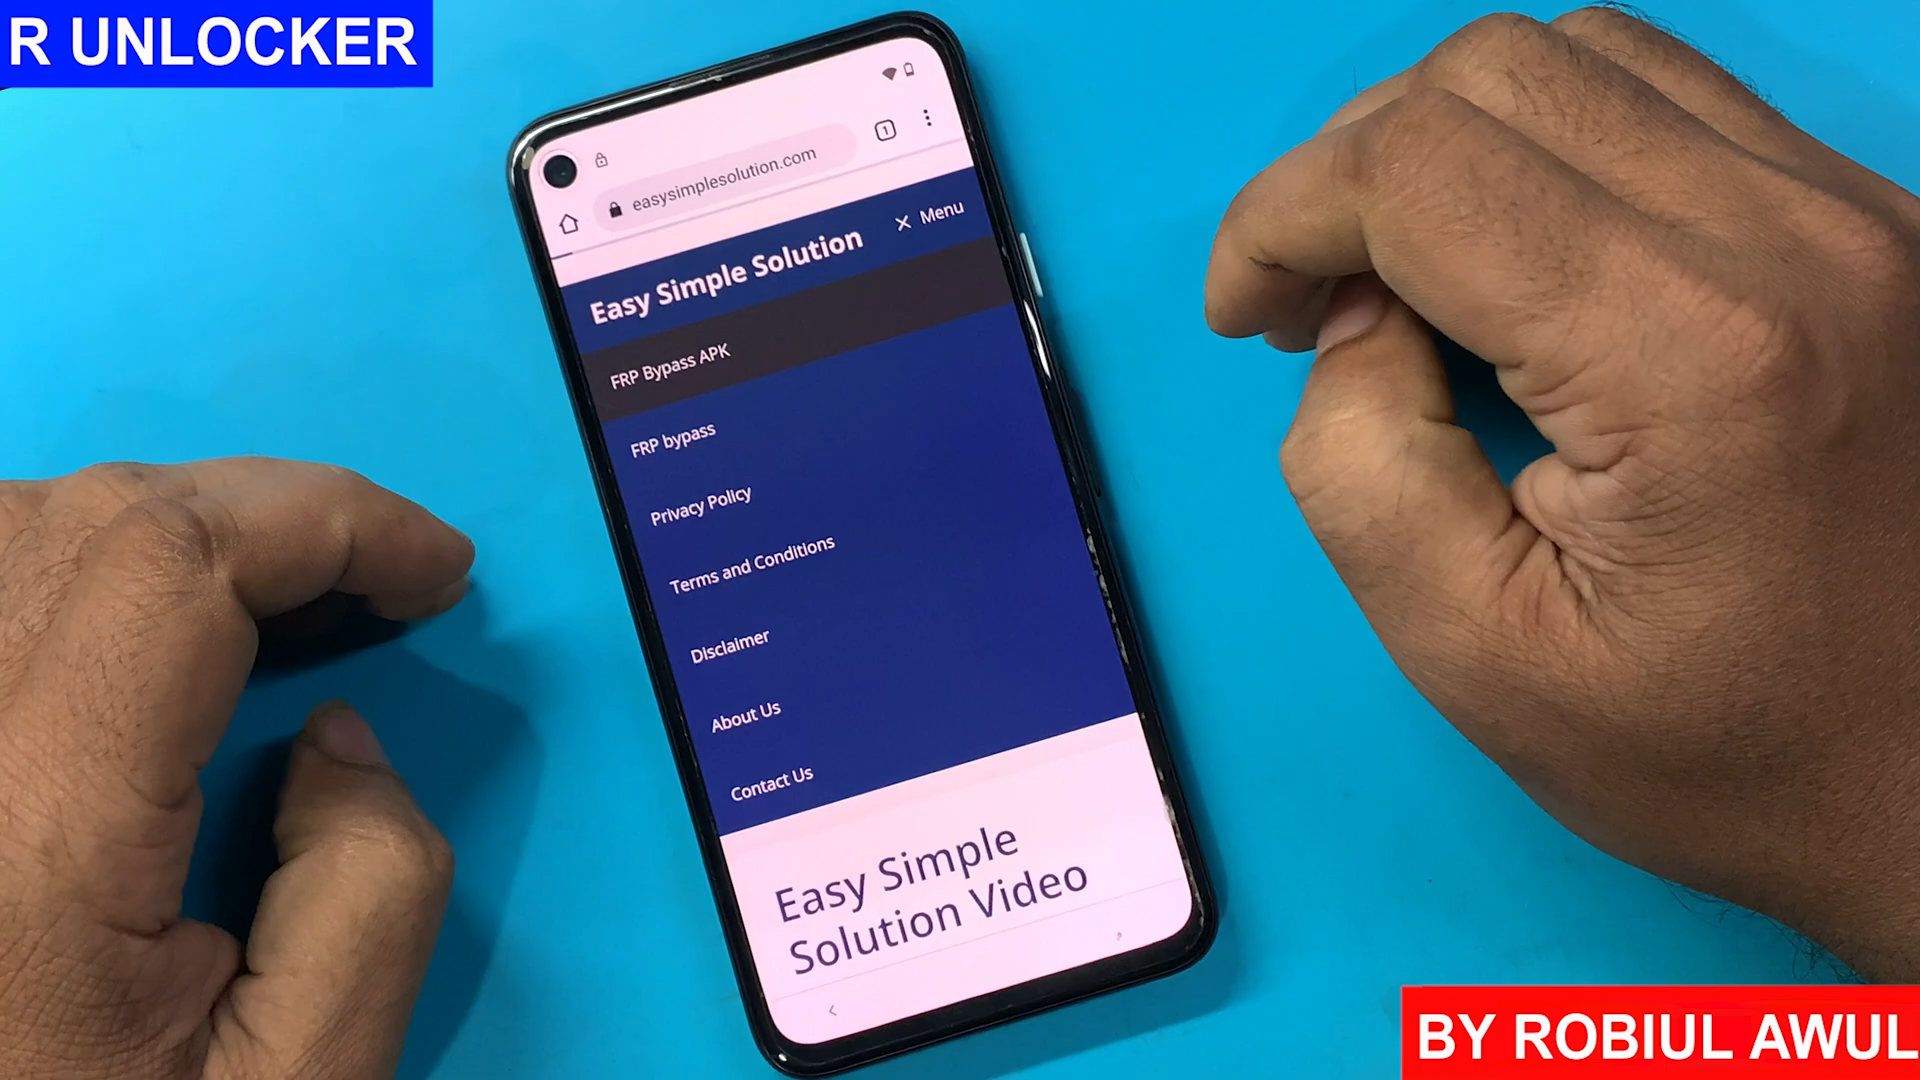 R UNLOCKER
1
easysimplesolution.com
Menu
Easy Simple Solution
FRP Bypass APK
FRP bypass
Privacy Policy
Terms and Conditions
Disclaimer
About Us
Contact Us
Easy Simple
Solution Video
BY ROBIUL AWUL